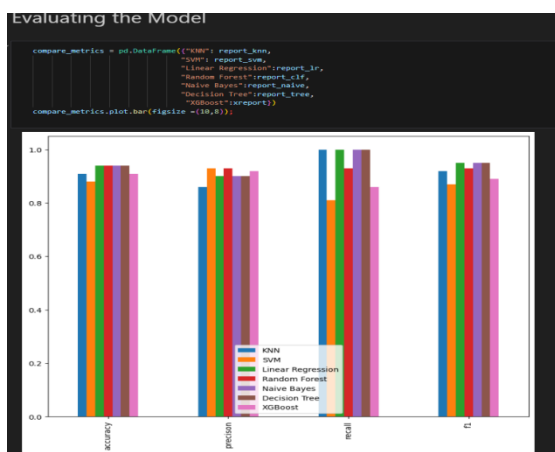 Evaluating the Model
compare_metrics = pd.DataFrame({"KNN": report_knn,
"SVM": report_svm,
"Linear Regression":report_lr,
"Random Forest":report_clf,
"Naive Bayes":report_naive,
"Decision Tree":report_tree,
"XGBoost":xreport})
compare_metrics.plot.bar(figsize =(10,8));
1.0
0.8
0.6
0.4
0.2
0.0
KNN
SVM
Linear Regression
Random Forest
Naive Bayes
Decision Tree
XGBoost
accuracy
precison
recall
f1